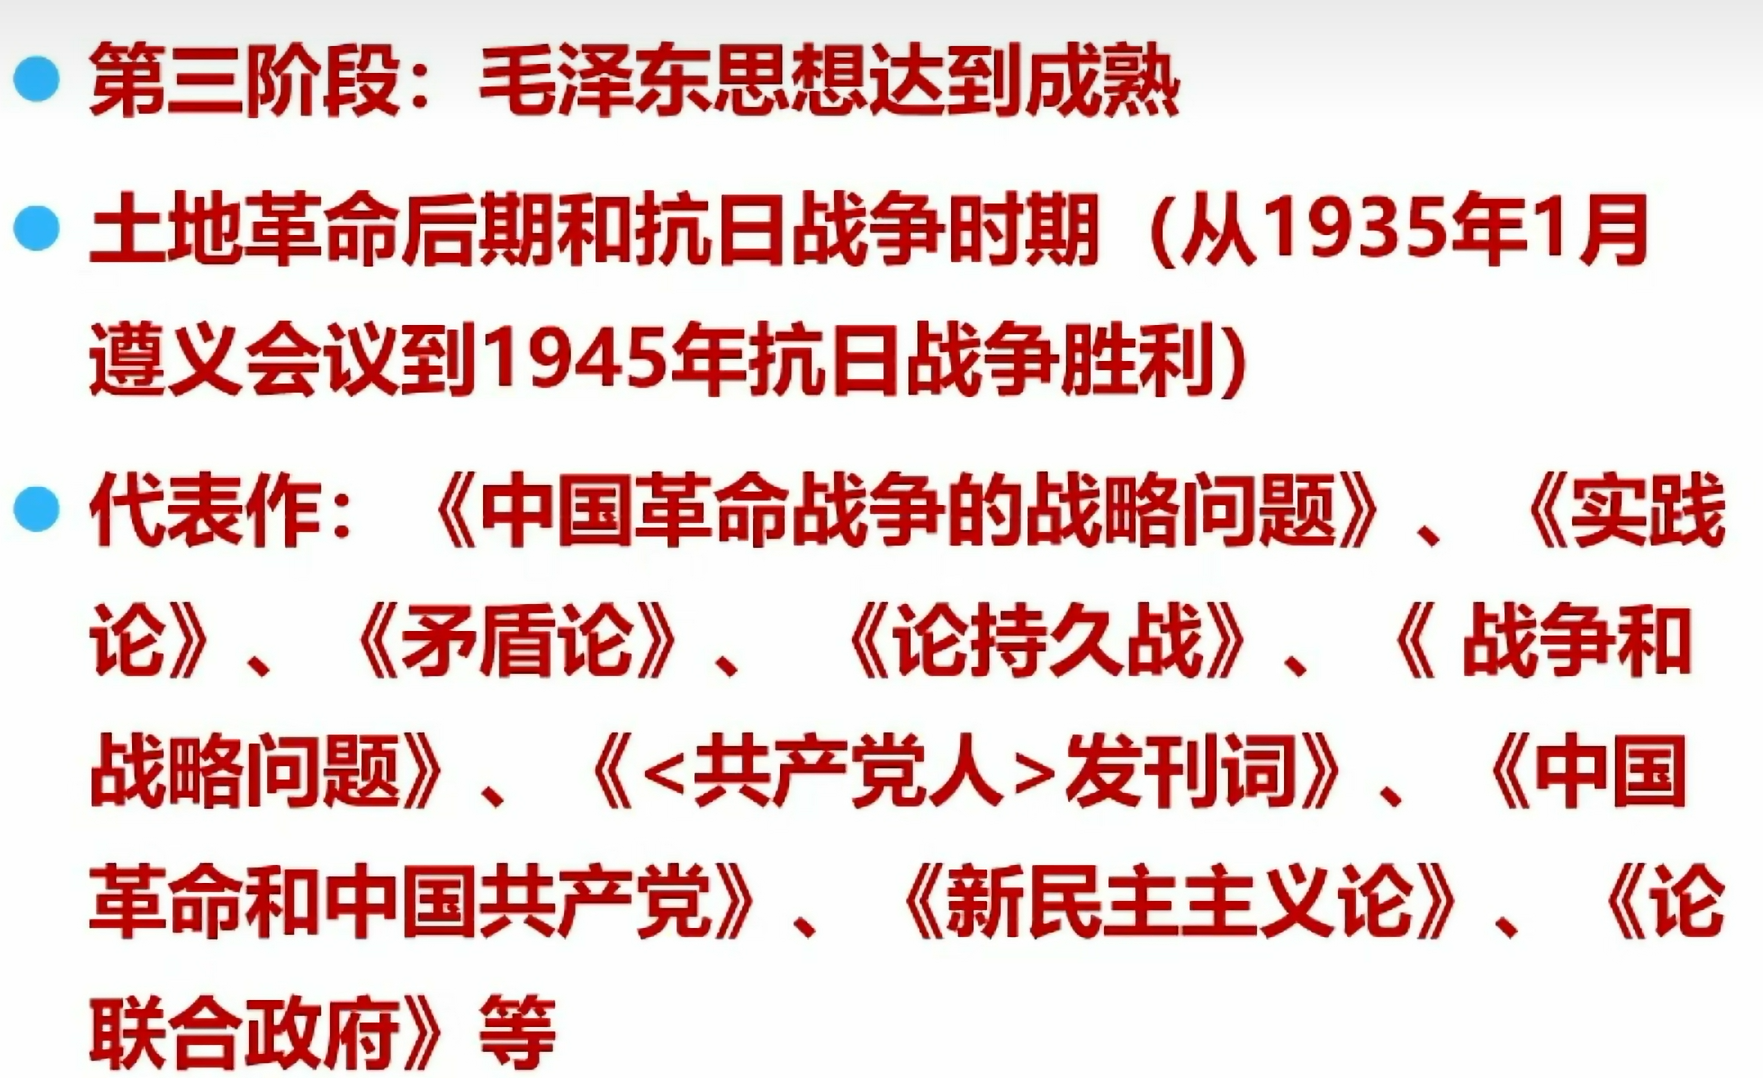 第三阶段：毛泽东思想达到成熟
土地革命后期和抗日战争时期（从1935年1月
遵义会议到1945年抗日战争胜利）
代表作：《中国革命战争的战略问题》、《实践
论》、《矛盾论》、《论持久战》、《 战争和
战略问题》、《<共产党人>发刊词》、《中国
革命和中国共产党》、《新民主主义论》、《论
联合政府》等